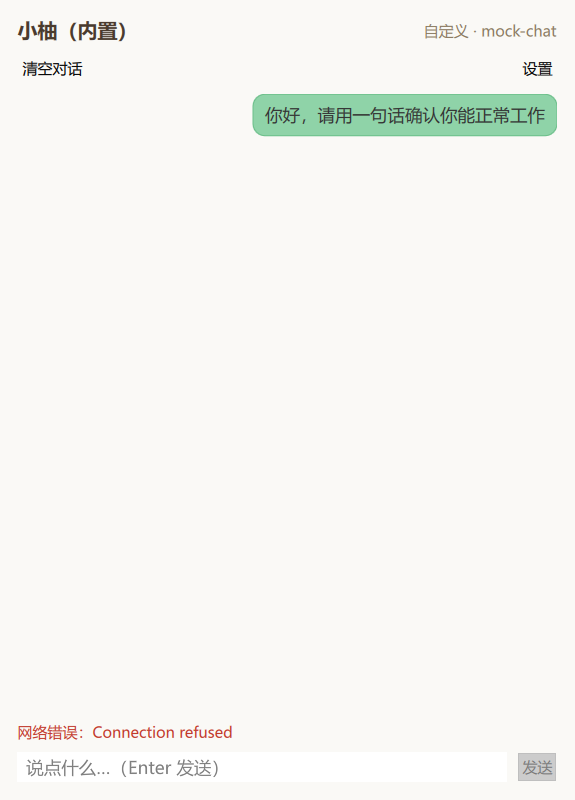 小柚（内置）
自定义 · mock-chat
清空对话
设置
你好，请用一句话确认你能正常工作
网络错误：Connection refused
说点什么...（Enter 发送）
发送